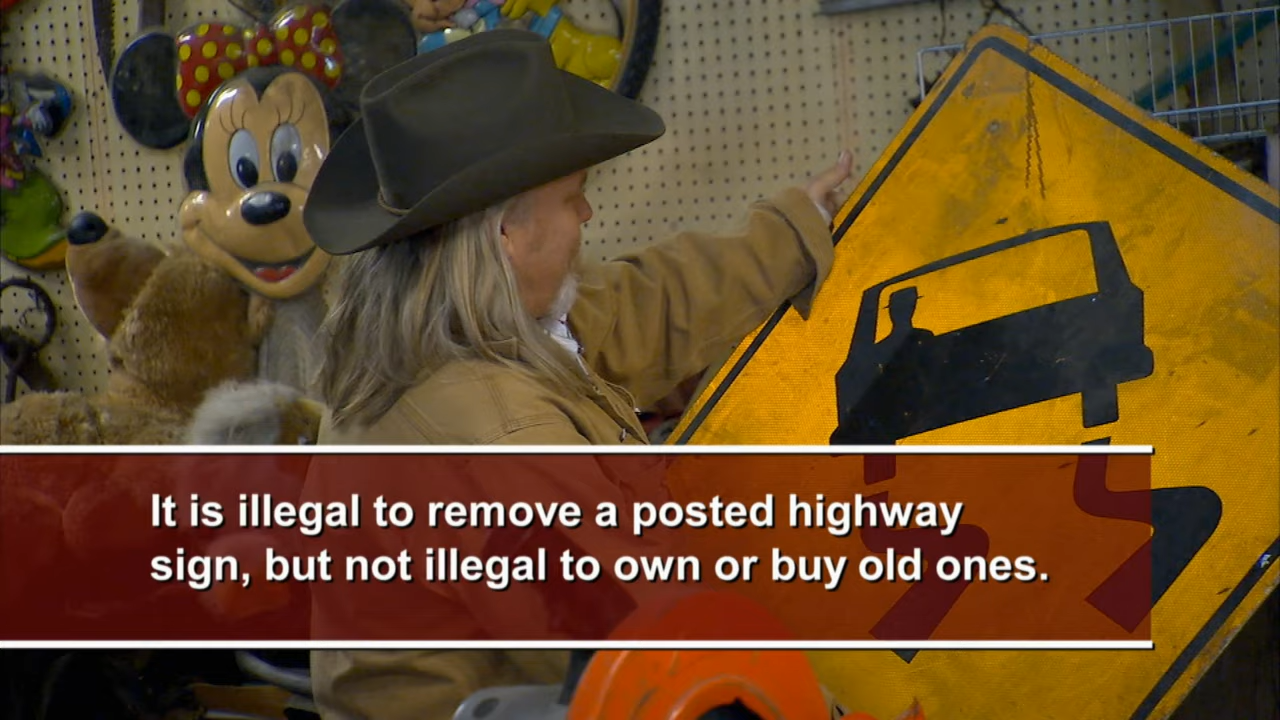 It is illegal to remove a posted highway
sign, but not illegal to own or buy old ones.